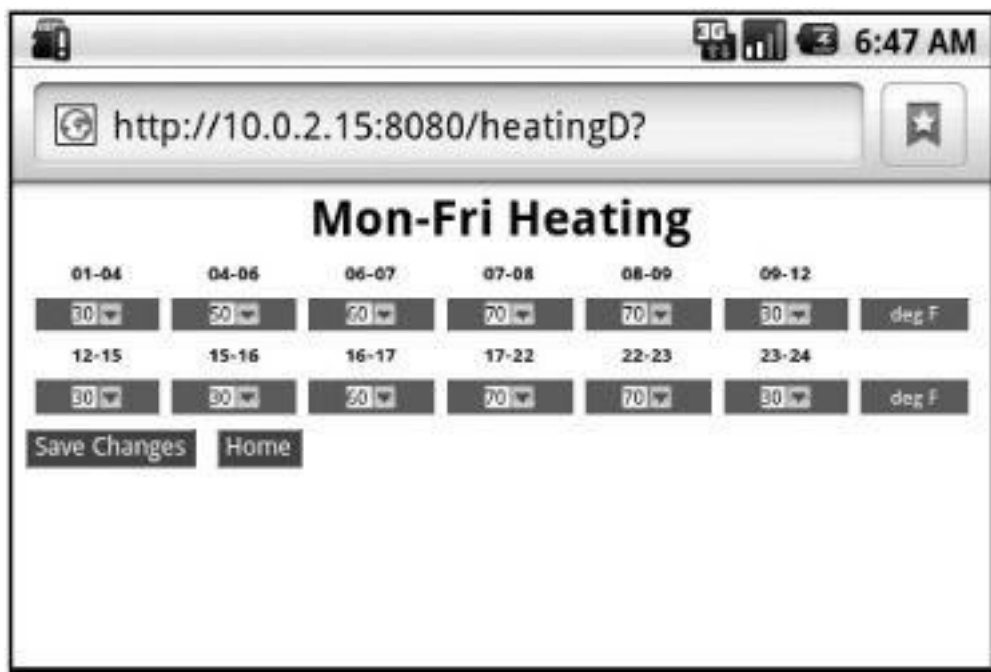 3G 6:47 AM
http://10.0.2.15:8080/heatingD?
Mon-Fri Heating
01-04 04-06 06-07 07-08 08-09 09-12
30 50 60 70 70 30 deg F
12-15 15-16 16-17 17-22 22-23 23-24
30 30 60 70 70 30 deg F
Save Changes Home